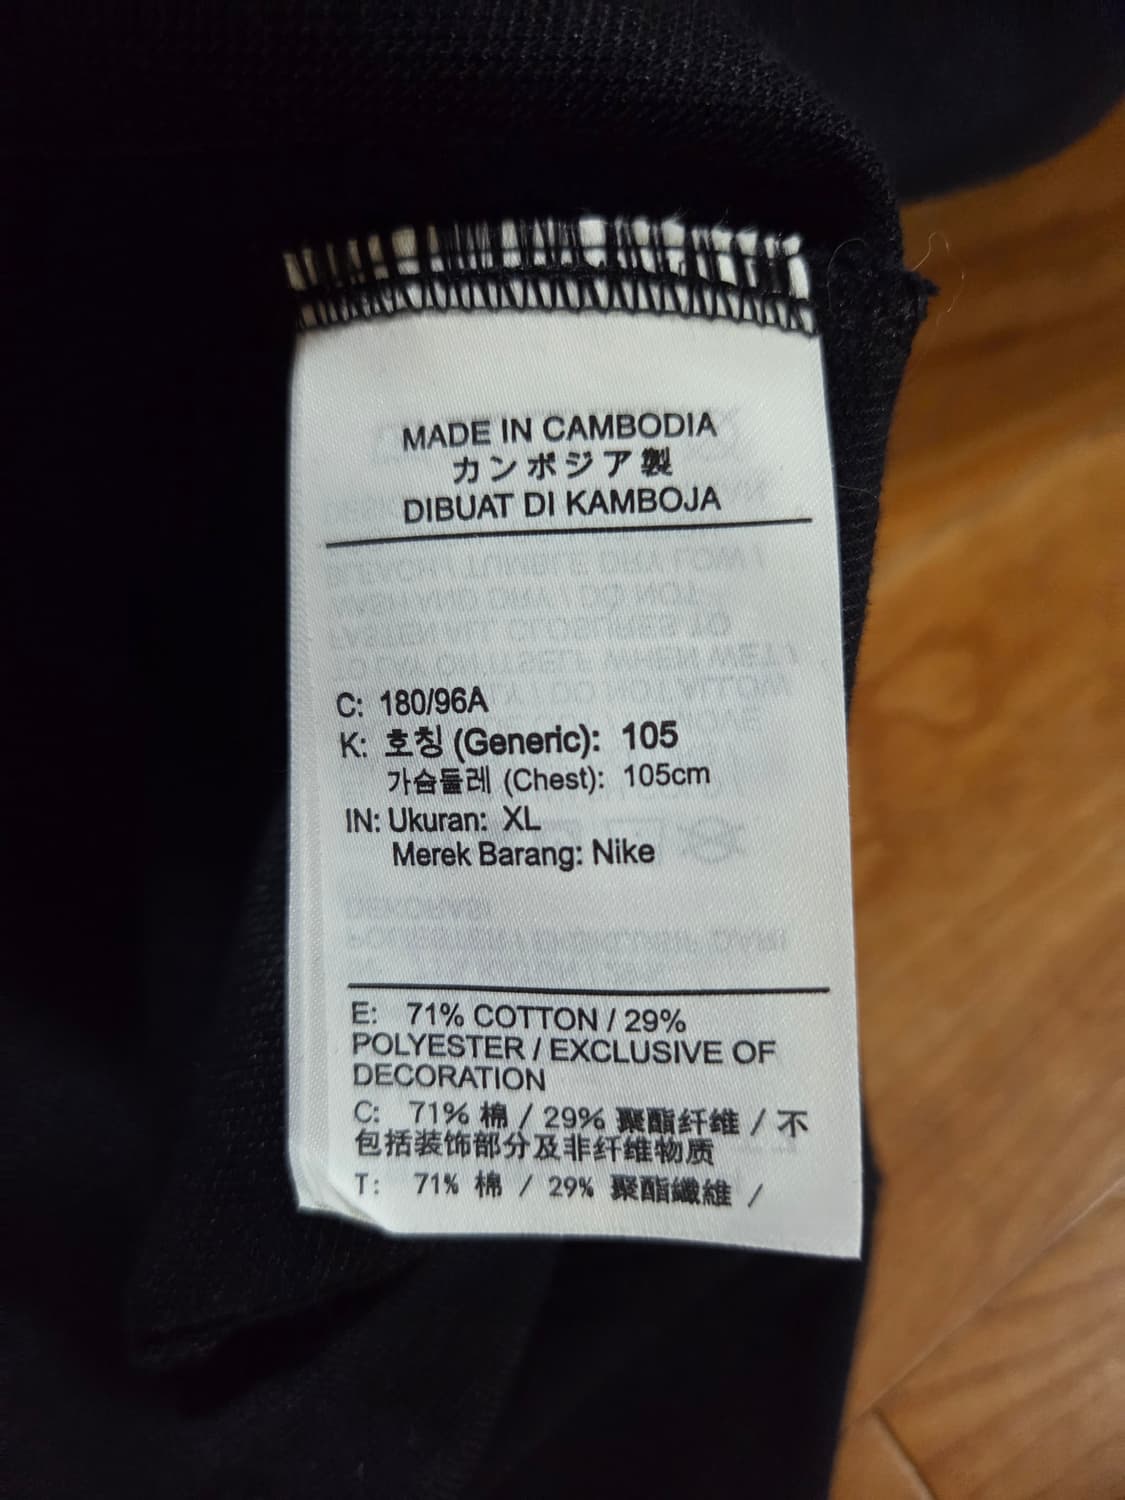 MADE IN CAMBODIA
カンボジア製
DIBUAT DI KAMBOJA
C: 180/96A
K: 호칭 (Generic): 105
가슴둘레 (Chest): 105cm
IN: Ukuran: XL
Merek Barang: Nike
E: 71% COTTON / 29%
POLYESTER / EXCLUSIVE OF
DECORATION
C: 71% 棉 / 29% 聚酯纤维 / 不
包括装饰部分及非纤维物质
T: 71% 棉 / 29% 聚酯纖維 /